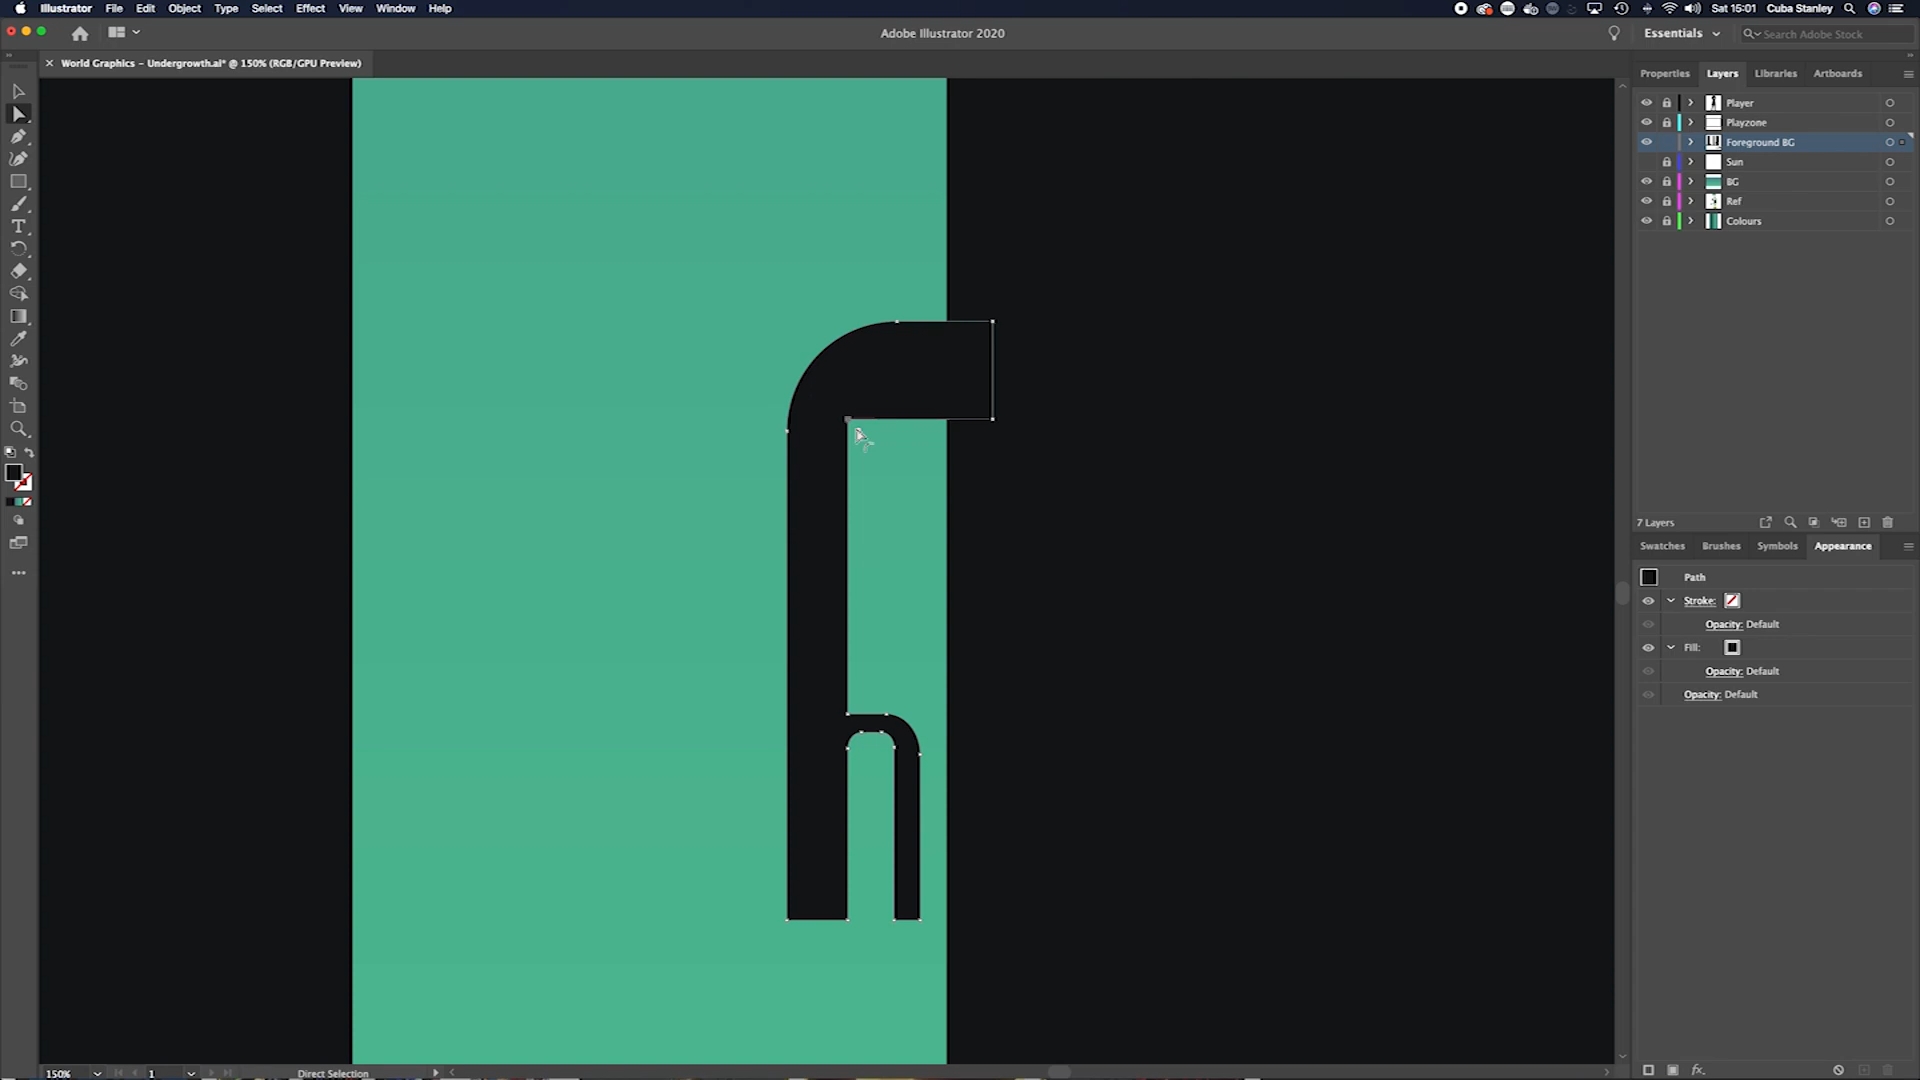 Illustrator File Edit Object Type Select Effect View Window Help
Sat 15:01 Cuba Stanley
Adobe Illustrator 2020
Essentials
Search Adobe Stock
World Graphics – Undergrowth.ai* @ 150% (RGB/GPU Preview)
Properties Layers Libraries Artboards
Player
Playzone
Foreground BG
Sun
BG
Ref
Colours
7 Layers
Swatches Brushes Symbols Appearance
Path
Stroke:
Opacity: Default
Fill:
Opacity: Default
Opacity: Default
fx.
150% 1 Direct Selection